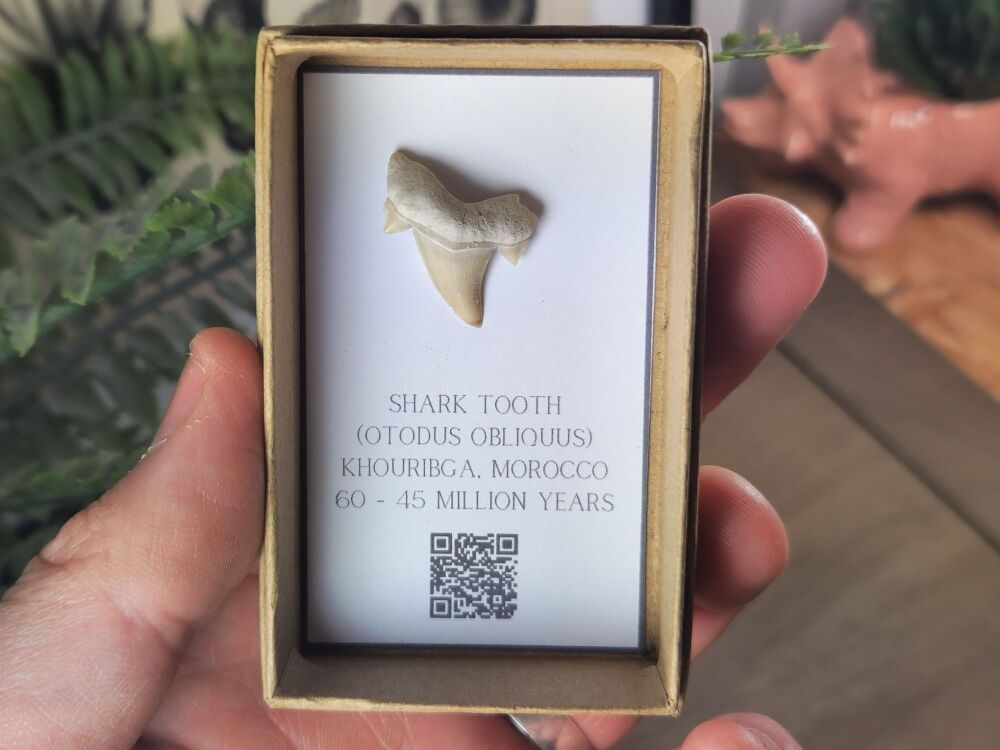 SHARK TOOTH
(OTODUS OBLIQUUS)
KHOURIBGA, MOROCCO
60 - 45 MILLION YEARS